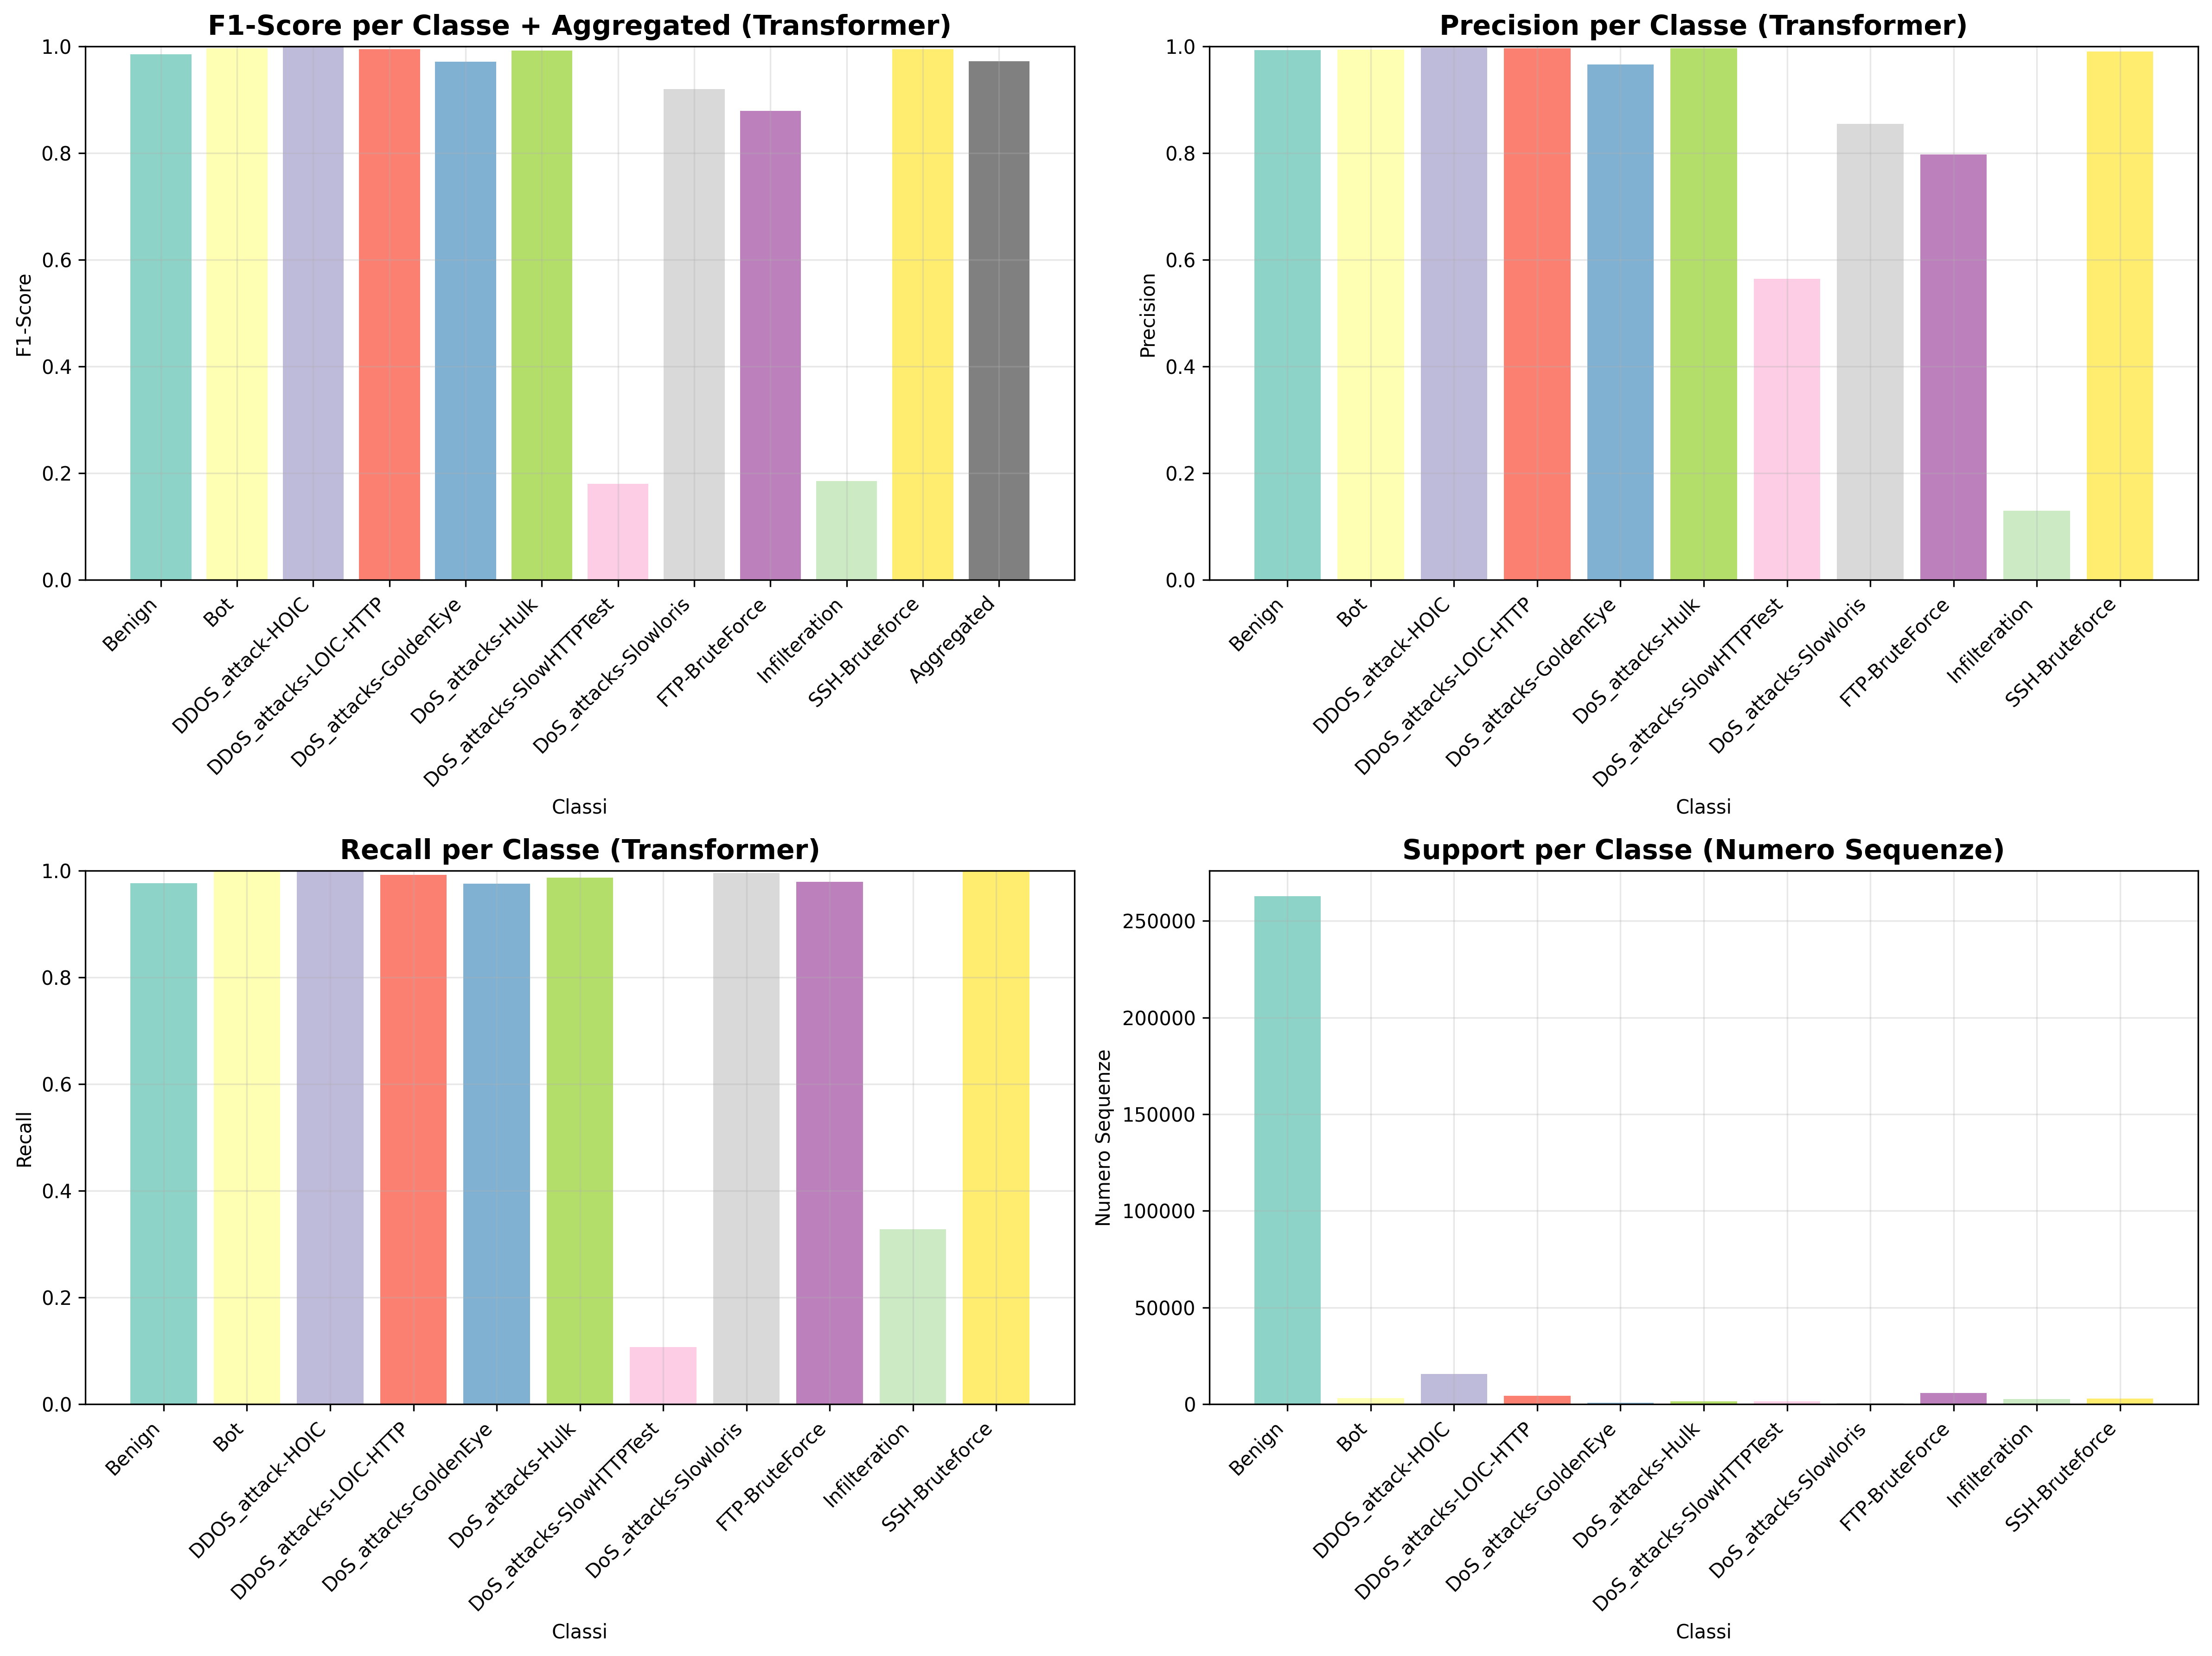 F1-Score per Classe + Aggregated (Transformer)
F1-Score
1.0
0.8
0.6
0.4
0.2
0.0
Benign
Bot
DDOS_attack-HOIC
DDoS_attacks-LOIC-HTTP
DoS_attacks-GoldenEye
DoS_attacks-Hulk
DoS_attacks-SlowHTTPTest
DoS_attacks-Slowloris
FTP-BruteForce
Infilteration
SSH-Bruteforce
Aggregated
Classi
Precision per Classe (Transformer)
Precision
1.0
0.8
0.6
0.4
0.2
0.0
Benign
Bot
DDOS_attack-HOIC
DDoS_attacks-LOIC-HTTP
DoS_attacks-GoldenEye
DoS_attacks-Hulk
DoS_attacks-SlowHTTPTest
DoS_attacks-Slowloris
FTP-BruteForce
Infilteration
SSH-Bruteforce
Classi
Recall per Classe (Transformer)
Recall
1.0
0.8
0.6
0.4
0.2
0.0
Benign
Bot
DDOS_attack-HOIC
DDoS_attacks-LOIC-HTTP
DoS_attacks-GoldenEye
DoS_attacks-Hulk
DoS_attacks-SlowHTTPTest
DoS_attacks-Slowloris
FTP-BruteForce
Infilteration
SSH-Bruteforce
Classi
Support per Classe (Numero Sequenze)
Numero Sequenze
250000
200000
150000
100000
50000
0
Benign
Bot
DDOS_attack-HOIC
DDoS_attacks-LOIC-HTTP
DoS_attacks-GoldenEye
DoS_attacks-Hulk
DoS_attacks-SlowHTTPTest
DoS_attacks-Slowloris
FTP-BruteForce
Infilteration
SSH-Bruteforce
Classi